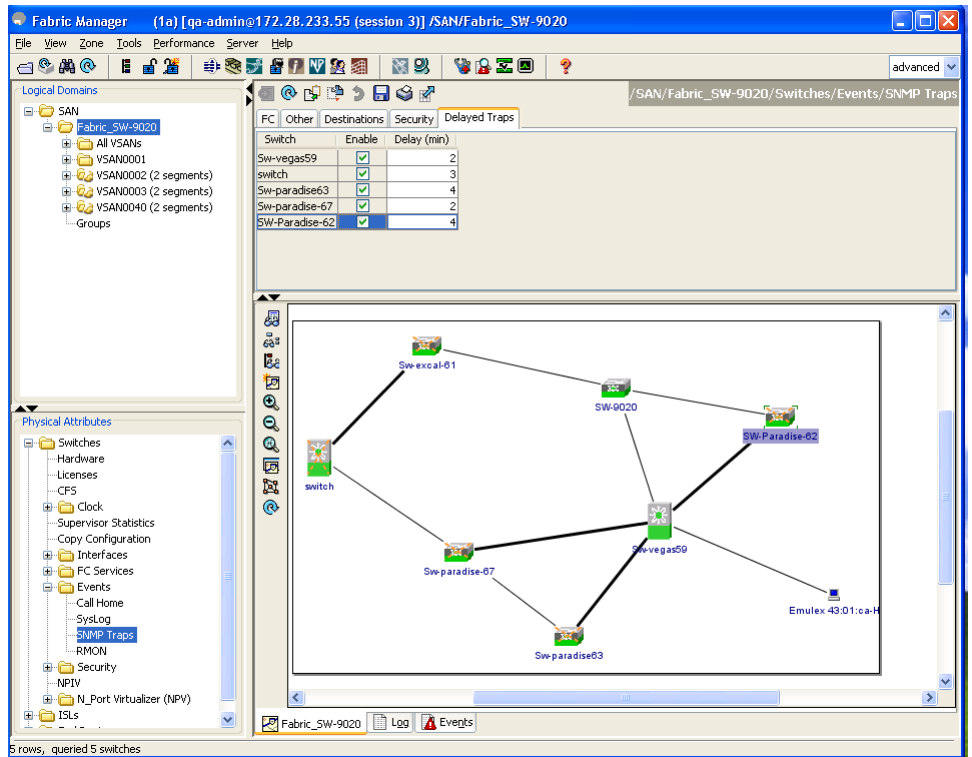 Fabric Manager (1a) [qa-admin@172.28.233.55 (session 3)] /SAN/Fabric_SW-9020
File View Zone Tools Performance Server Help
advanced
Logical Domains
SAN
Fabric_SW-9020
All VSANs
VSAN0001
VSAN0002 (2 segments)
VSAN0003 (2 segments)
VSAN0040 (2 segments)
Groups
/SAN/Fabric_SW-9020/Switches/Events/SNMP Traps
FC Other Destinations Security Delayed Traps
Switch Enable Delay (min)
Sw-vegas59 2
switch 3
Sw-paradise63 4
Sw-paradise-67 2
SW-Paradise-62 4
Physical Attributes
Switches
Hardware
Licenses
CFS
Clock
Supervisor Statistics
Copy Configuration
Interfaces
FC Services
Events
Call Home
SysLog
SNMP Traps
RMON
Security
NPIV
N_Port Virtualizer (NPV)
ISLs
Sw-excal-61
SW-9020
SW-Paradise-62
switch
Sw-vegas59
Sw-paradise-67
Emulex 43:01:ca-H
Sw-paradise63
Fabric_SW-9020 Log Events
5 rows, queried 5 switches